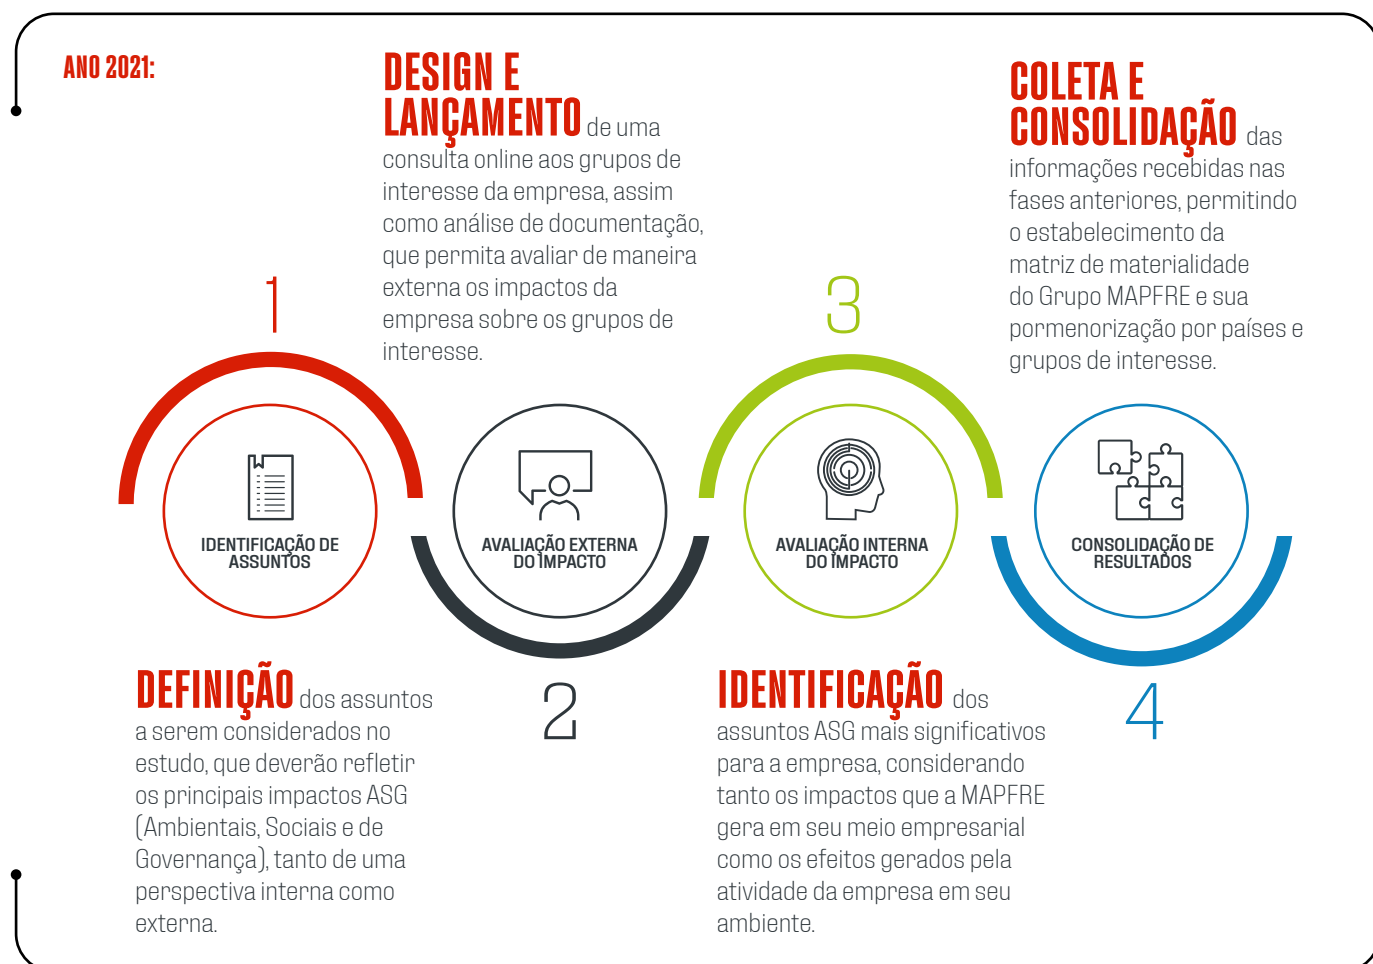 ANO 2021:
1
IDENTIFICAÇÃO DE
ASSUNTOS
DEFINIÇÃO dos assuntos
a serem considerados no
estudo, que deverão refletir
os principais impactos ASG
(Ambientais, Sociais e de
Governança), tanto de uma
perspectiva interna como
externa.
DESIGN E
LANÇAMENTO de uma
consulta online aos grupos de
interesse da empresa, assim
como análise de documentação,
que permita avaliar de maneira
externa os impactos da
empresa sobre os grupos de
interesse.
AVALIAÇÃO EXTERNA
DO IMPACTO
2
3
AVALIAÇÃO INTERNA
DO IMPACTO
IDENTIFICAÇÃO dos
assuntos ASG mais significativos
para a empresa, considerando
tanto os impactos que a MAPFRE
gera em seu meio empresarial
como os efeitos gerados pela
atividade da empresa em seu
ambiente.
COLETA E
CONSOLIDAÇÃO das
informações recebidas nas
fases anteriores, permitindo
o estabelecimento da
matriz de materialidade
do Grupo MAPFRE e sua
pormenorização por países e
grupos de interesse.
CONSOLIDAÇÃO DE
RESULTADOS
4